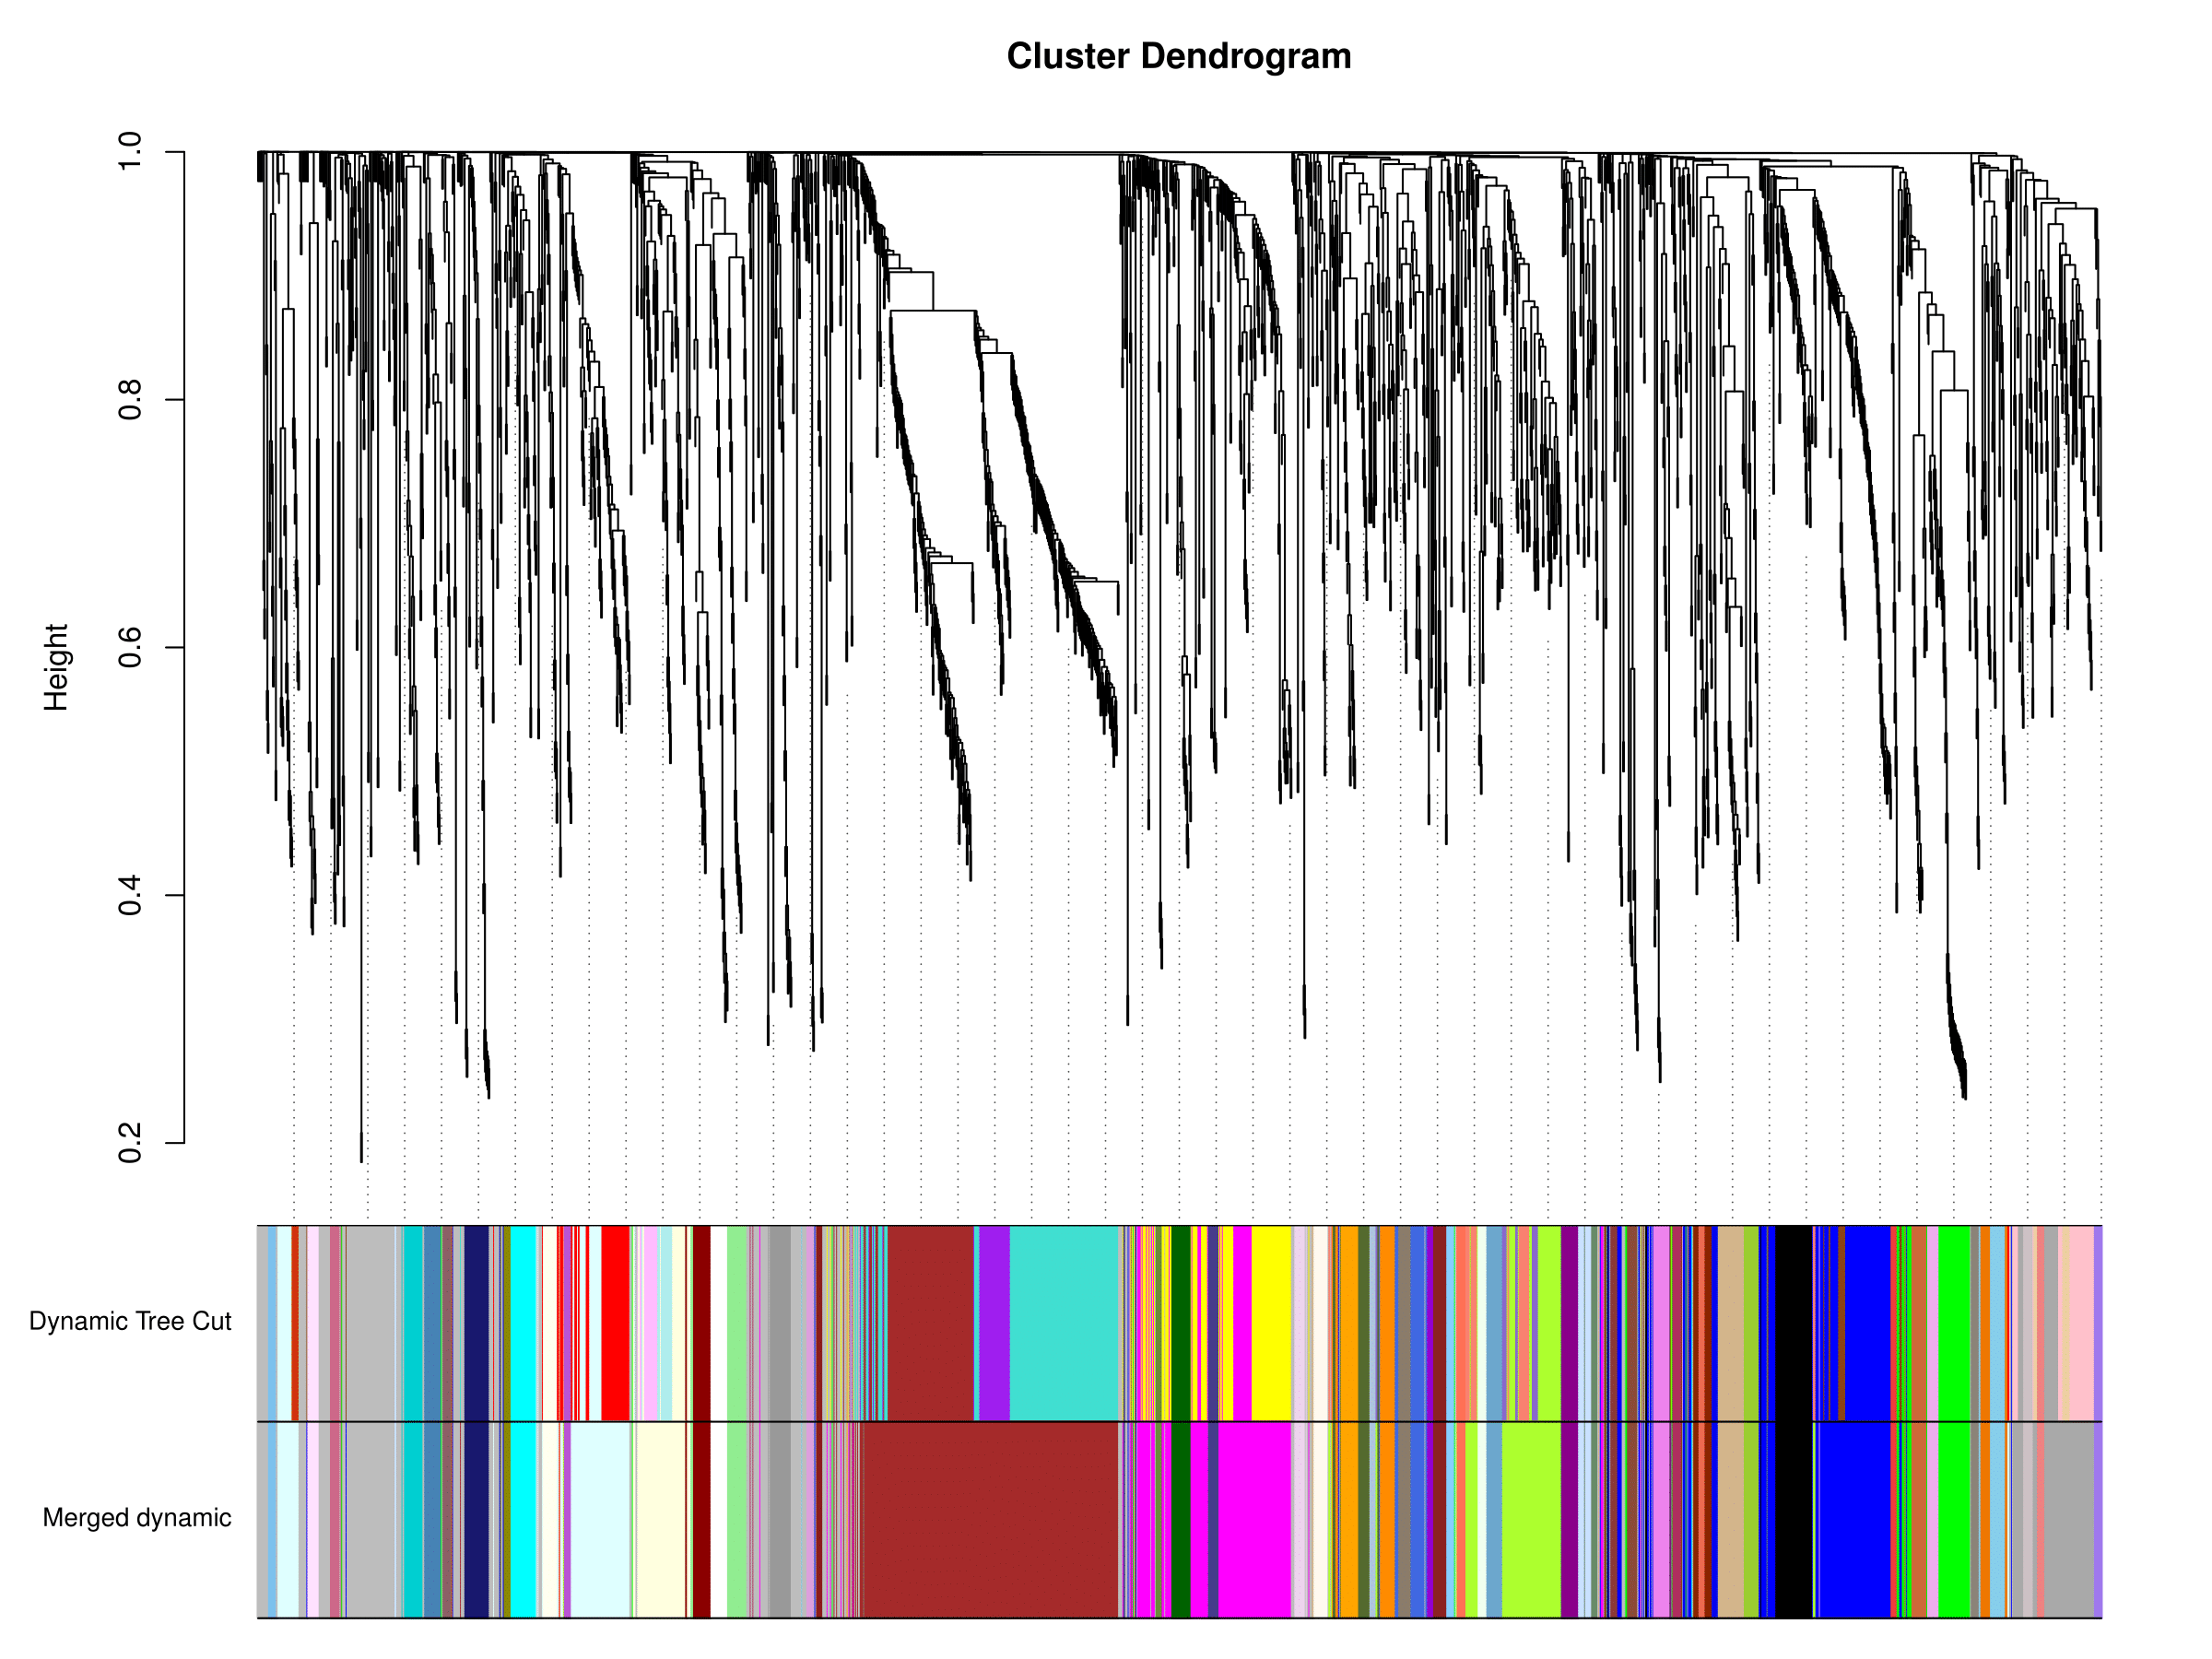 Cluster Dendrogram
1.0
0.8
0.6
0.4
0.2
Height
Dynamic Tree Cut
Merged dynamic